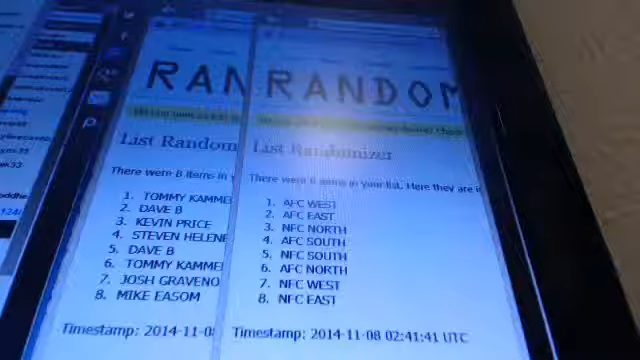 RAN
List Random
There were 8 items in y
1. TOMMY KAMME
2. DAVE B
3. KEVIN PRICE
4. STEVEN HELENE
5. DAVE B
6. TOMMY KAMME
7. JOSH GRAVENO
8. MIKE EASOM
Timestamp: 2014-11-0
RANDOM
List Randomizer
There were 8 items in your list. Here they are i
1. AFC WEST
2. AFC EAST
3. NFC NORTH
4. AFC SOUTH
5. NFC SOUTH
6. AFC NORTH
7. NFC WEST
8. NFC EAST
Timestamp: 2014-11-08 02:41:41 UTC